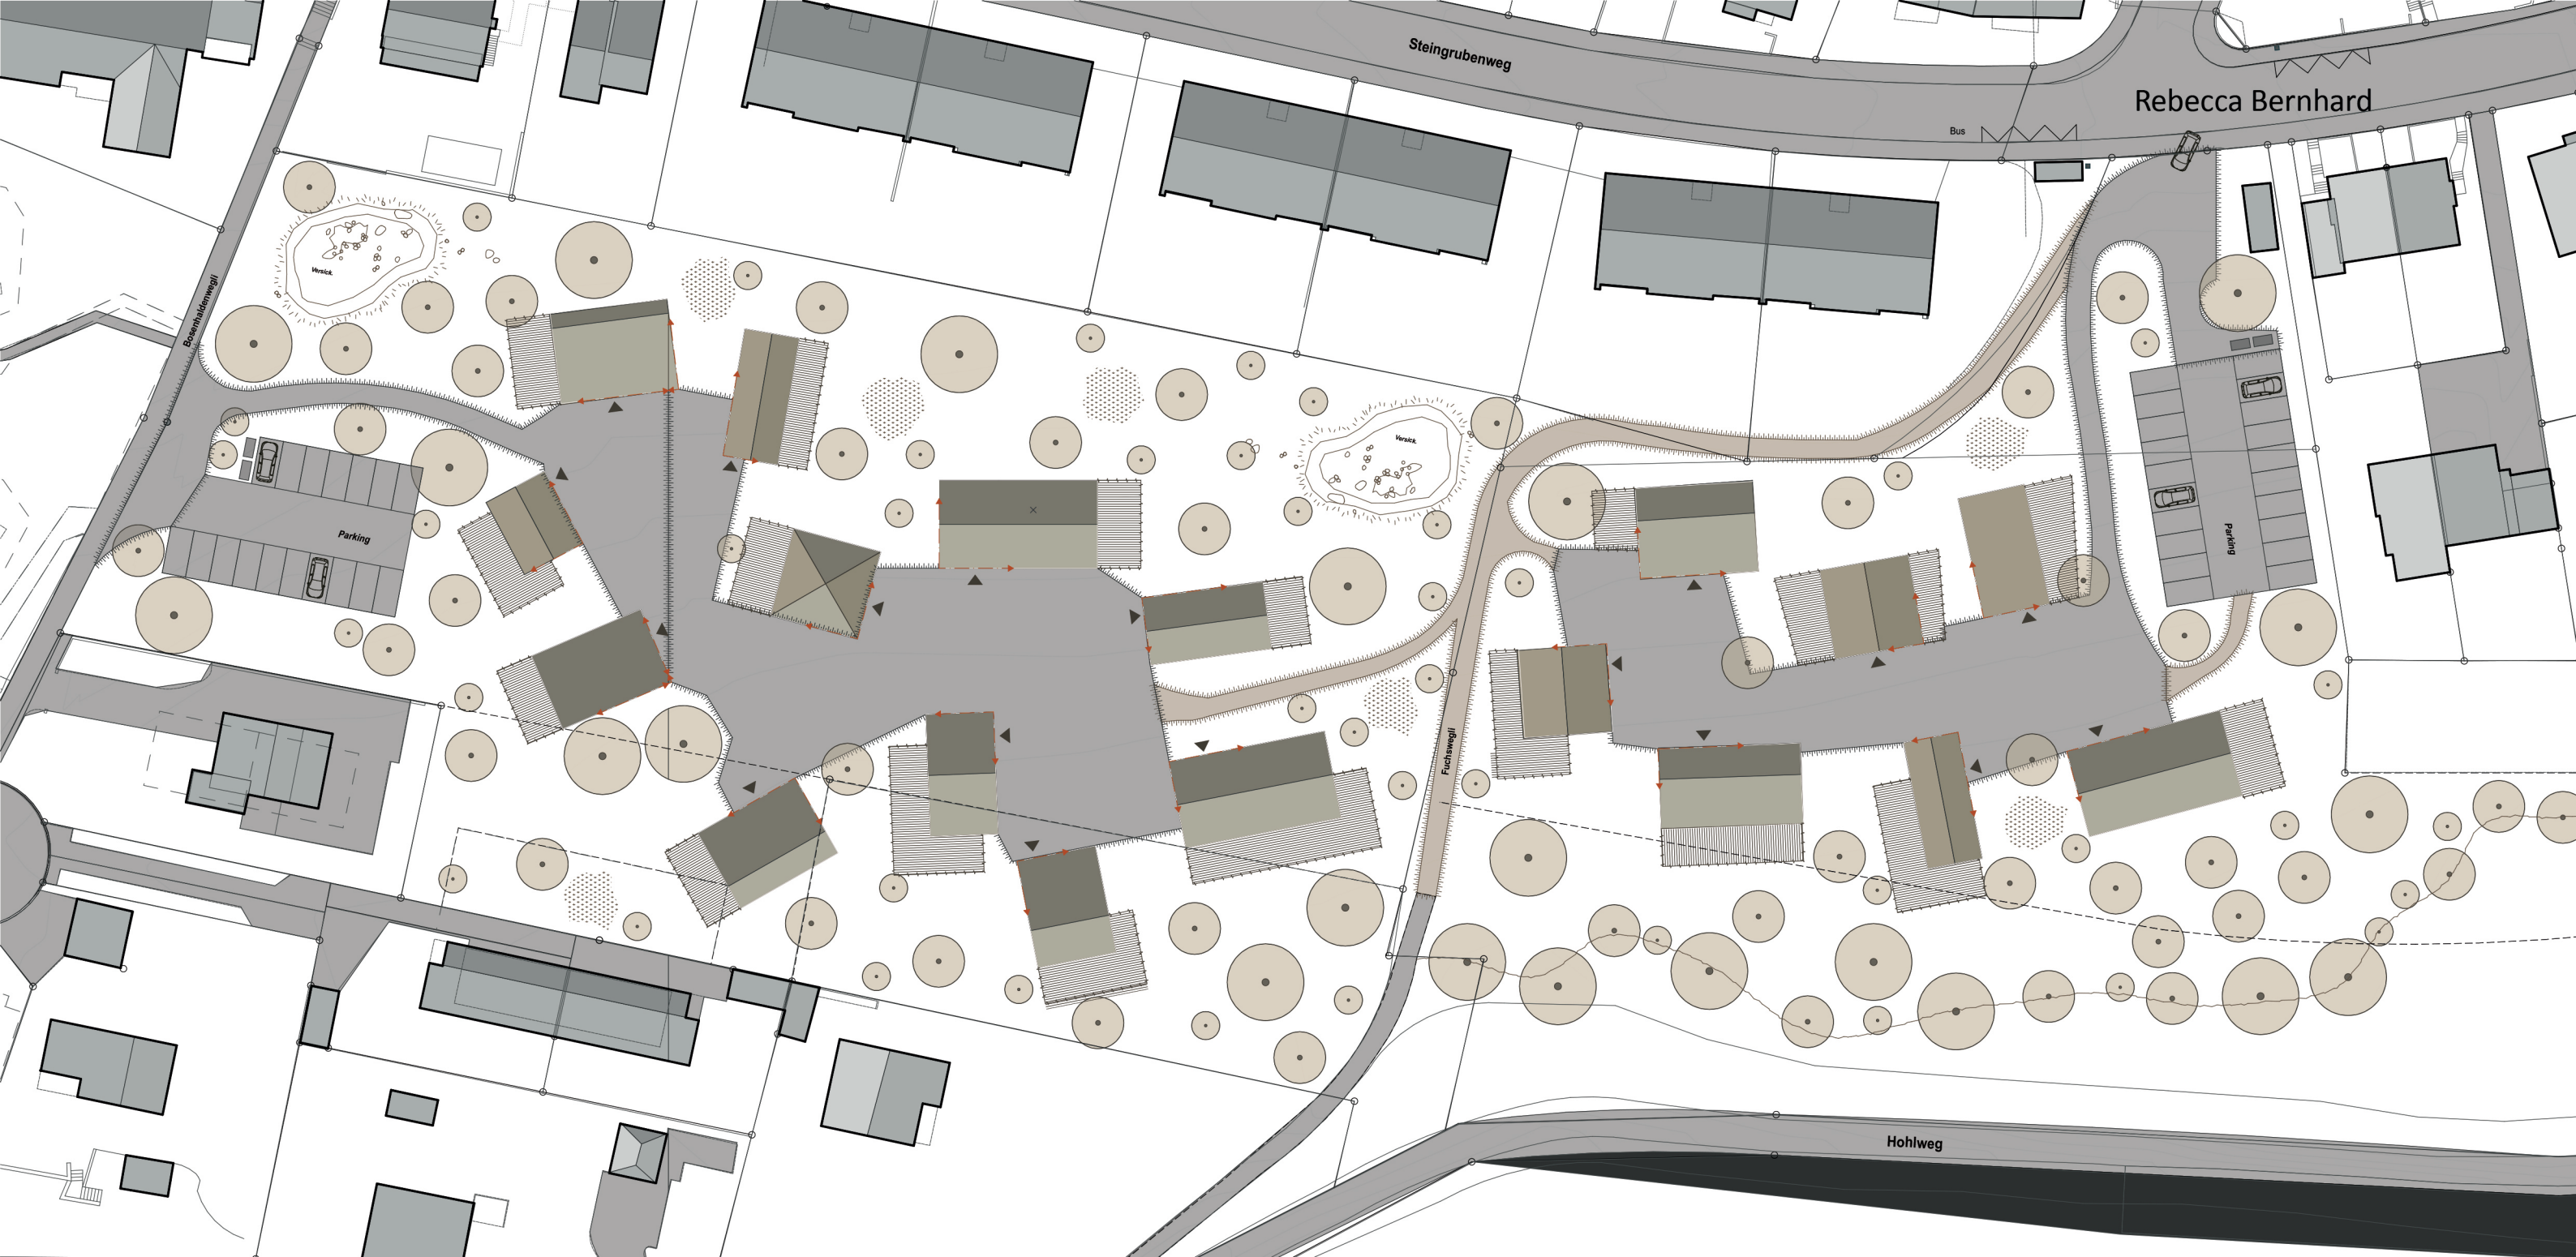 Steingrubenweg
Rebecca Bernhard
Bus
Versick.
Bosenhaldenwegli
Versick.
Parking
Parking
Fuchswegli
Hohlweg